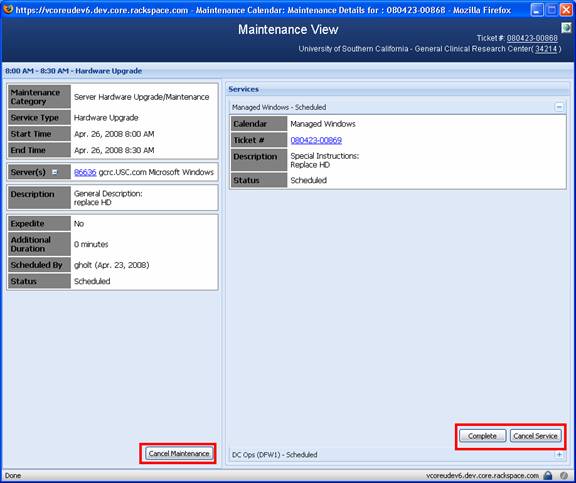 https://vcoreudev6.dev.core.rackspace.com - Maintenance Calendar: Maintenance Details for : 080423-00868 - Mozilla Firefox
Maintenance View
Ticket #: 080423-00868
University of Southern California - General Clinical Research Center( 34214 )
8:00 AM - 8:30 AM - Hardware Upgrade
Maintenance Category Server Hardware Upgrade/Maintenance
Service Type Hardware Upgrade
Start Time Apr. 26, 2008 8:00 AM
End Time Apr. 26, 2008 8:30 AM
Server(s) 86636 gcrc.USC.com Microsoft Windows
Description General Description:
replace HD
Expedite No
Additional Duration 0 minutes
Scheduled By gholt (Apr. 23, 2008)
Status Scheduled
Cancel Maintenance
Services
Managed Windows - Scheduled
Calendar Managed Windows
Ticket # 080423-00869
Description Special Instructions:
Replace HD
Status Scheduled
Complete Cancel Service
DC Ops (DFW1) - Scheduled
Done vcoreudev6.dev.core.rackspace.com